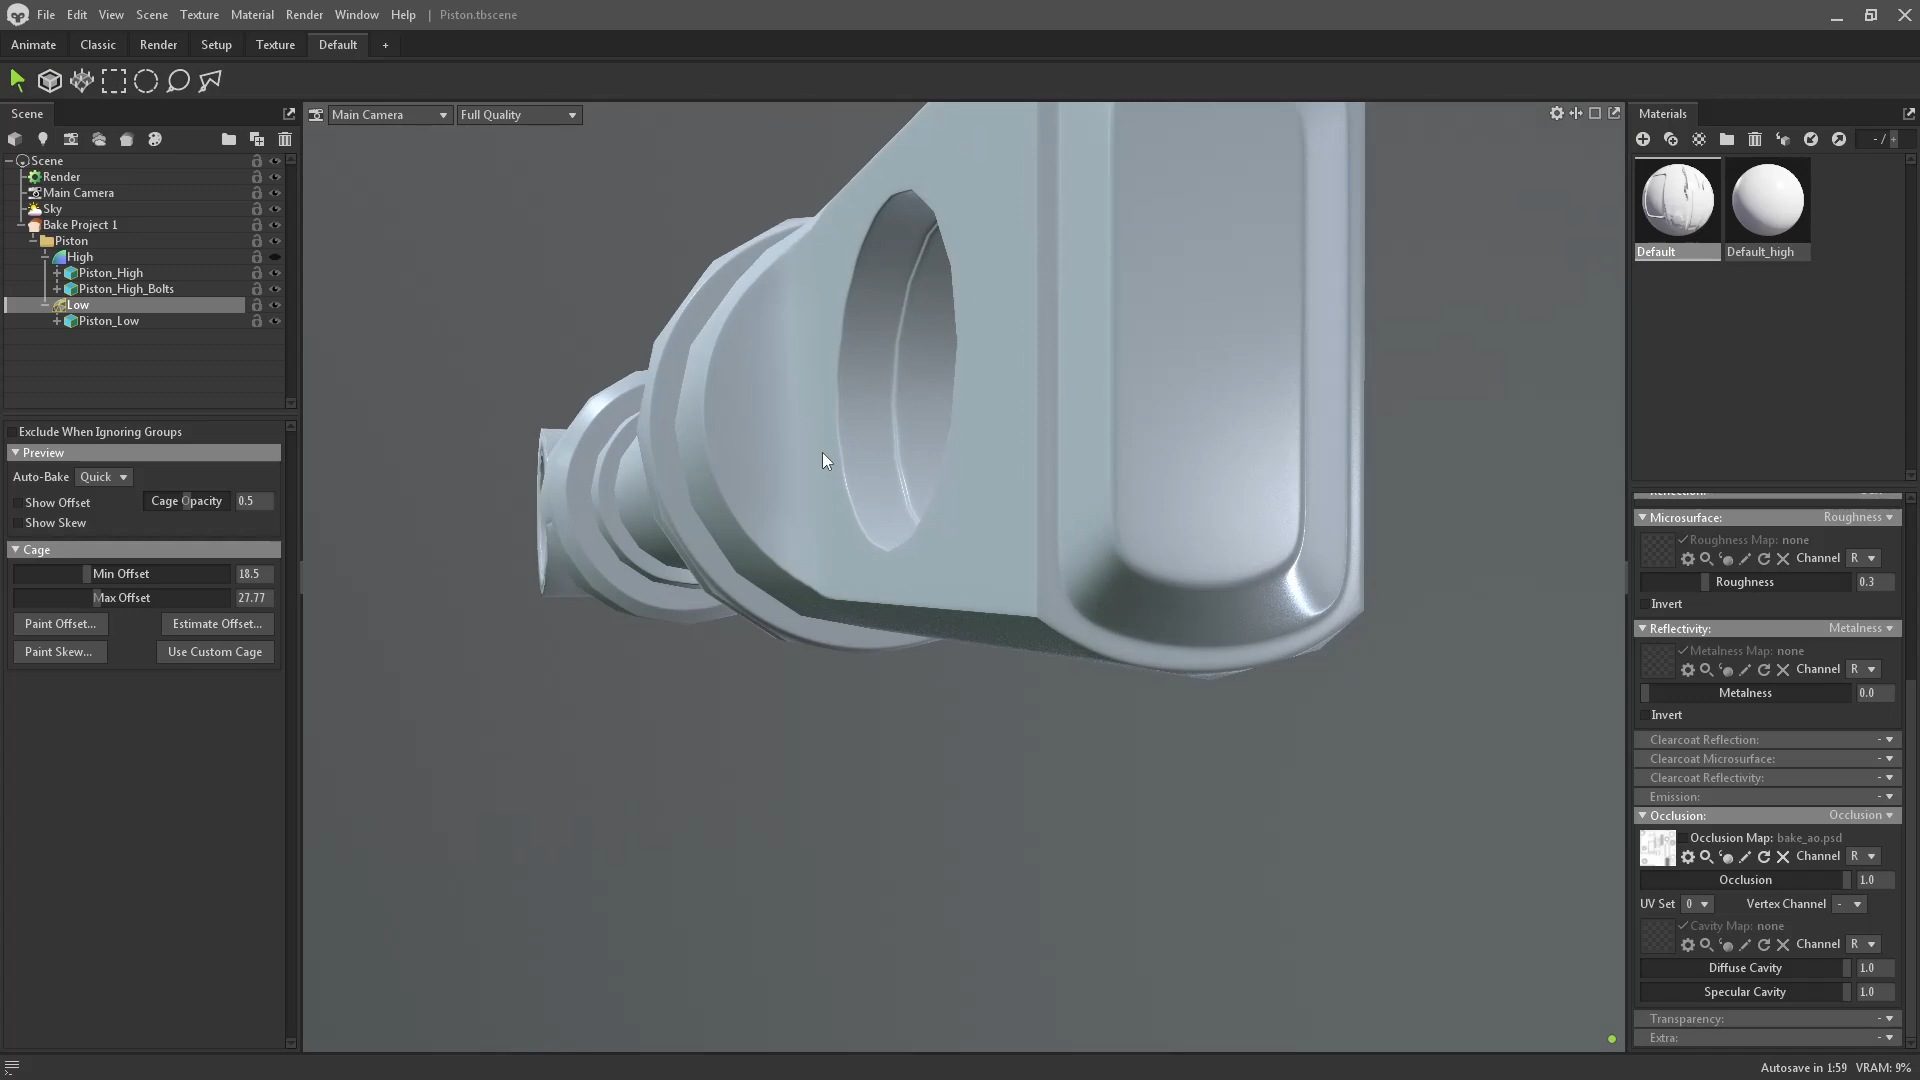 File Edit View Scene Texture Material Render Window Help | Piston.tbscene
Animate Classic Render Setup Texture Default +
Scene
Main Camera Full Quality
Materials
- / +
Scene
Render
Main Camera
Sky
Bake Project 1
Piston
High
Piston_High
Piston_High_Bolts
Low
Piston_Low
Default Default_high
Exclude When Ignoring Groups
Preview
Auto-Bake Quick
Show Offset Cage Opacity 0.5
Show Skew
Cage
Min Offset 18.5
Max Offset 27.77
Paint Offset... Estimate Offset...
Paint Skew... Use Custom Cage
Microsurface: Roughness
Roughness Map: none
Channel R
Roughness 0.3
Invert
Reflectivity: Metalness
Metalness Map: none
Channel R
Metalness 0.0
Invert
Clearcoat Reflection: -
Clearcoat Microsurface: -
Clearcoat Reflectivity: -
Emission: -
Occlusion: Occlusion
Occlusion Map: bake_ao.psd
Channel R
Occlusion 1.0
UV Set 0 Vertex Channel -
Cavity Map: none
Channel R
Diffuse Cavity 1.0
Specular Cavity 1.0
Transparency: -
Extra: -
Autosave in 1:59 VRAM: 9%